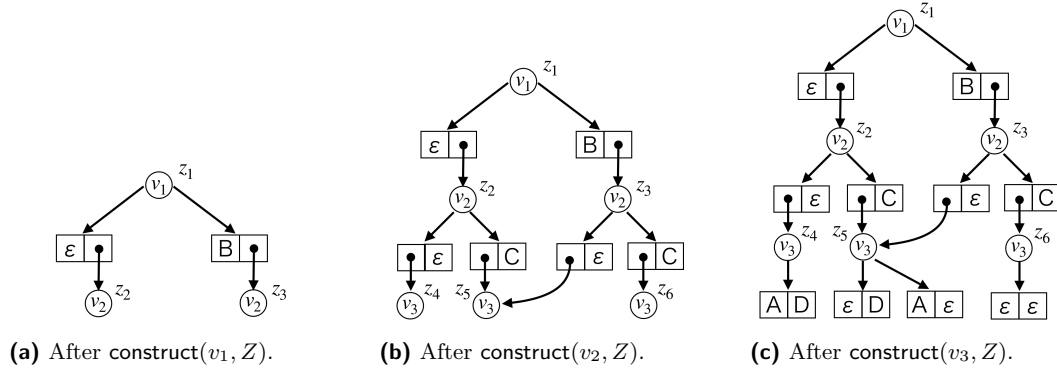 z1
v1
ε
B
z2
z3
v2
v2
(a) After construct(v1, Z).
z1
v1
ε
B
z2
z3
v2
v2
ε
C
ε
C
z4
z5
z6
v3
v3
v3
(b) After construct(v2, Z).
z1
v1
ε
B
z2
z3
v2
v2
ε
C
ε
C
z4
z5
z6
v3
v3
v3
A D
ε D
A ε
ε ε
(c) After construct(v3, Z).